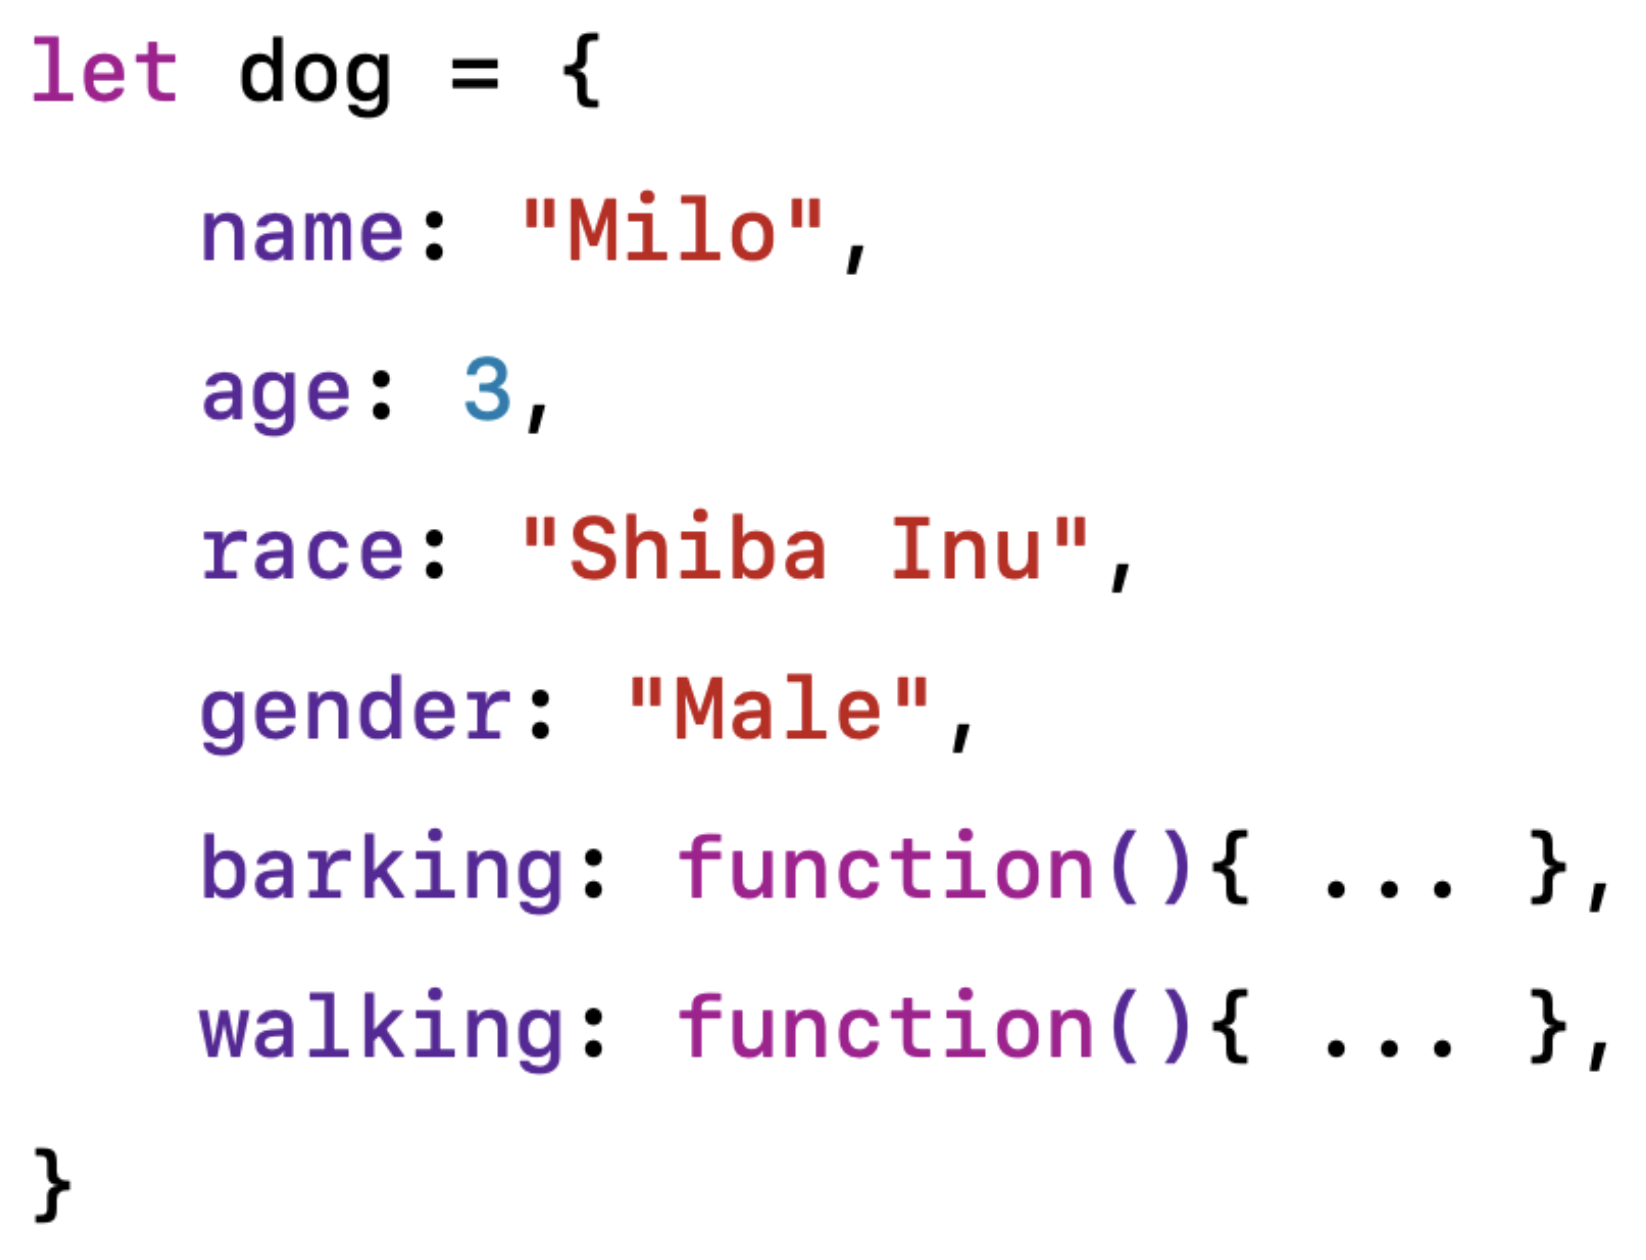 let dog = {
name: "Milo",
age: 3,
race: "Shiba Inu",
gender: "Male",
barking: function(){ ... },
walking: function(){ ... },
}